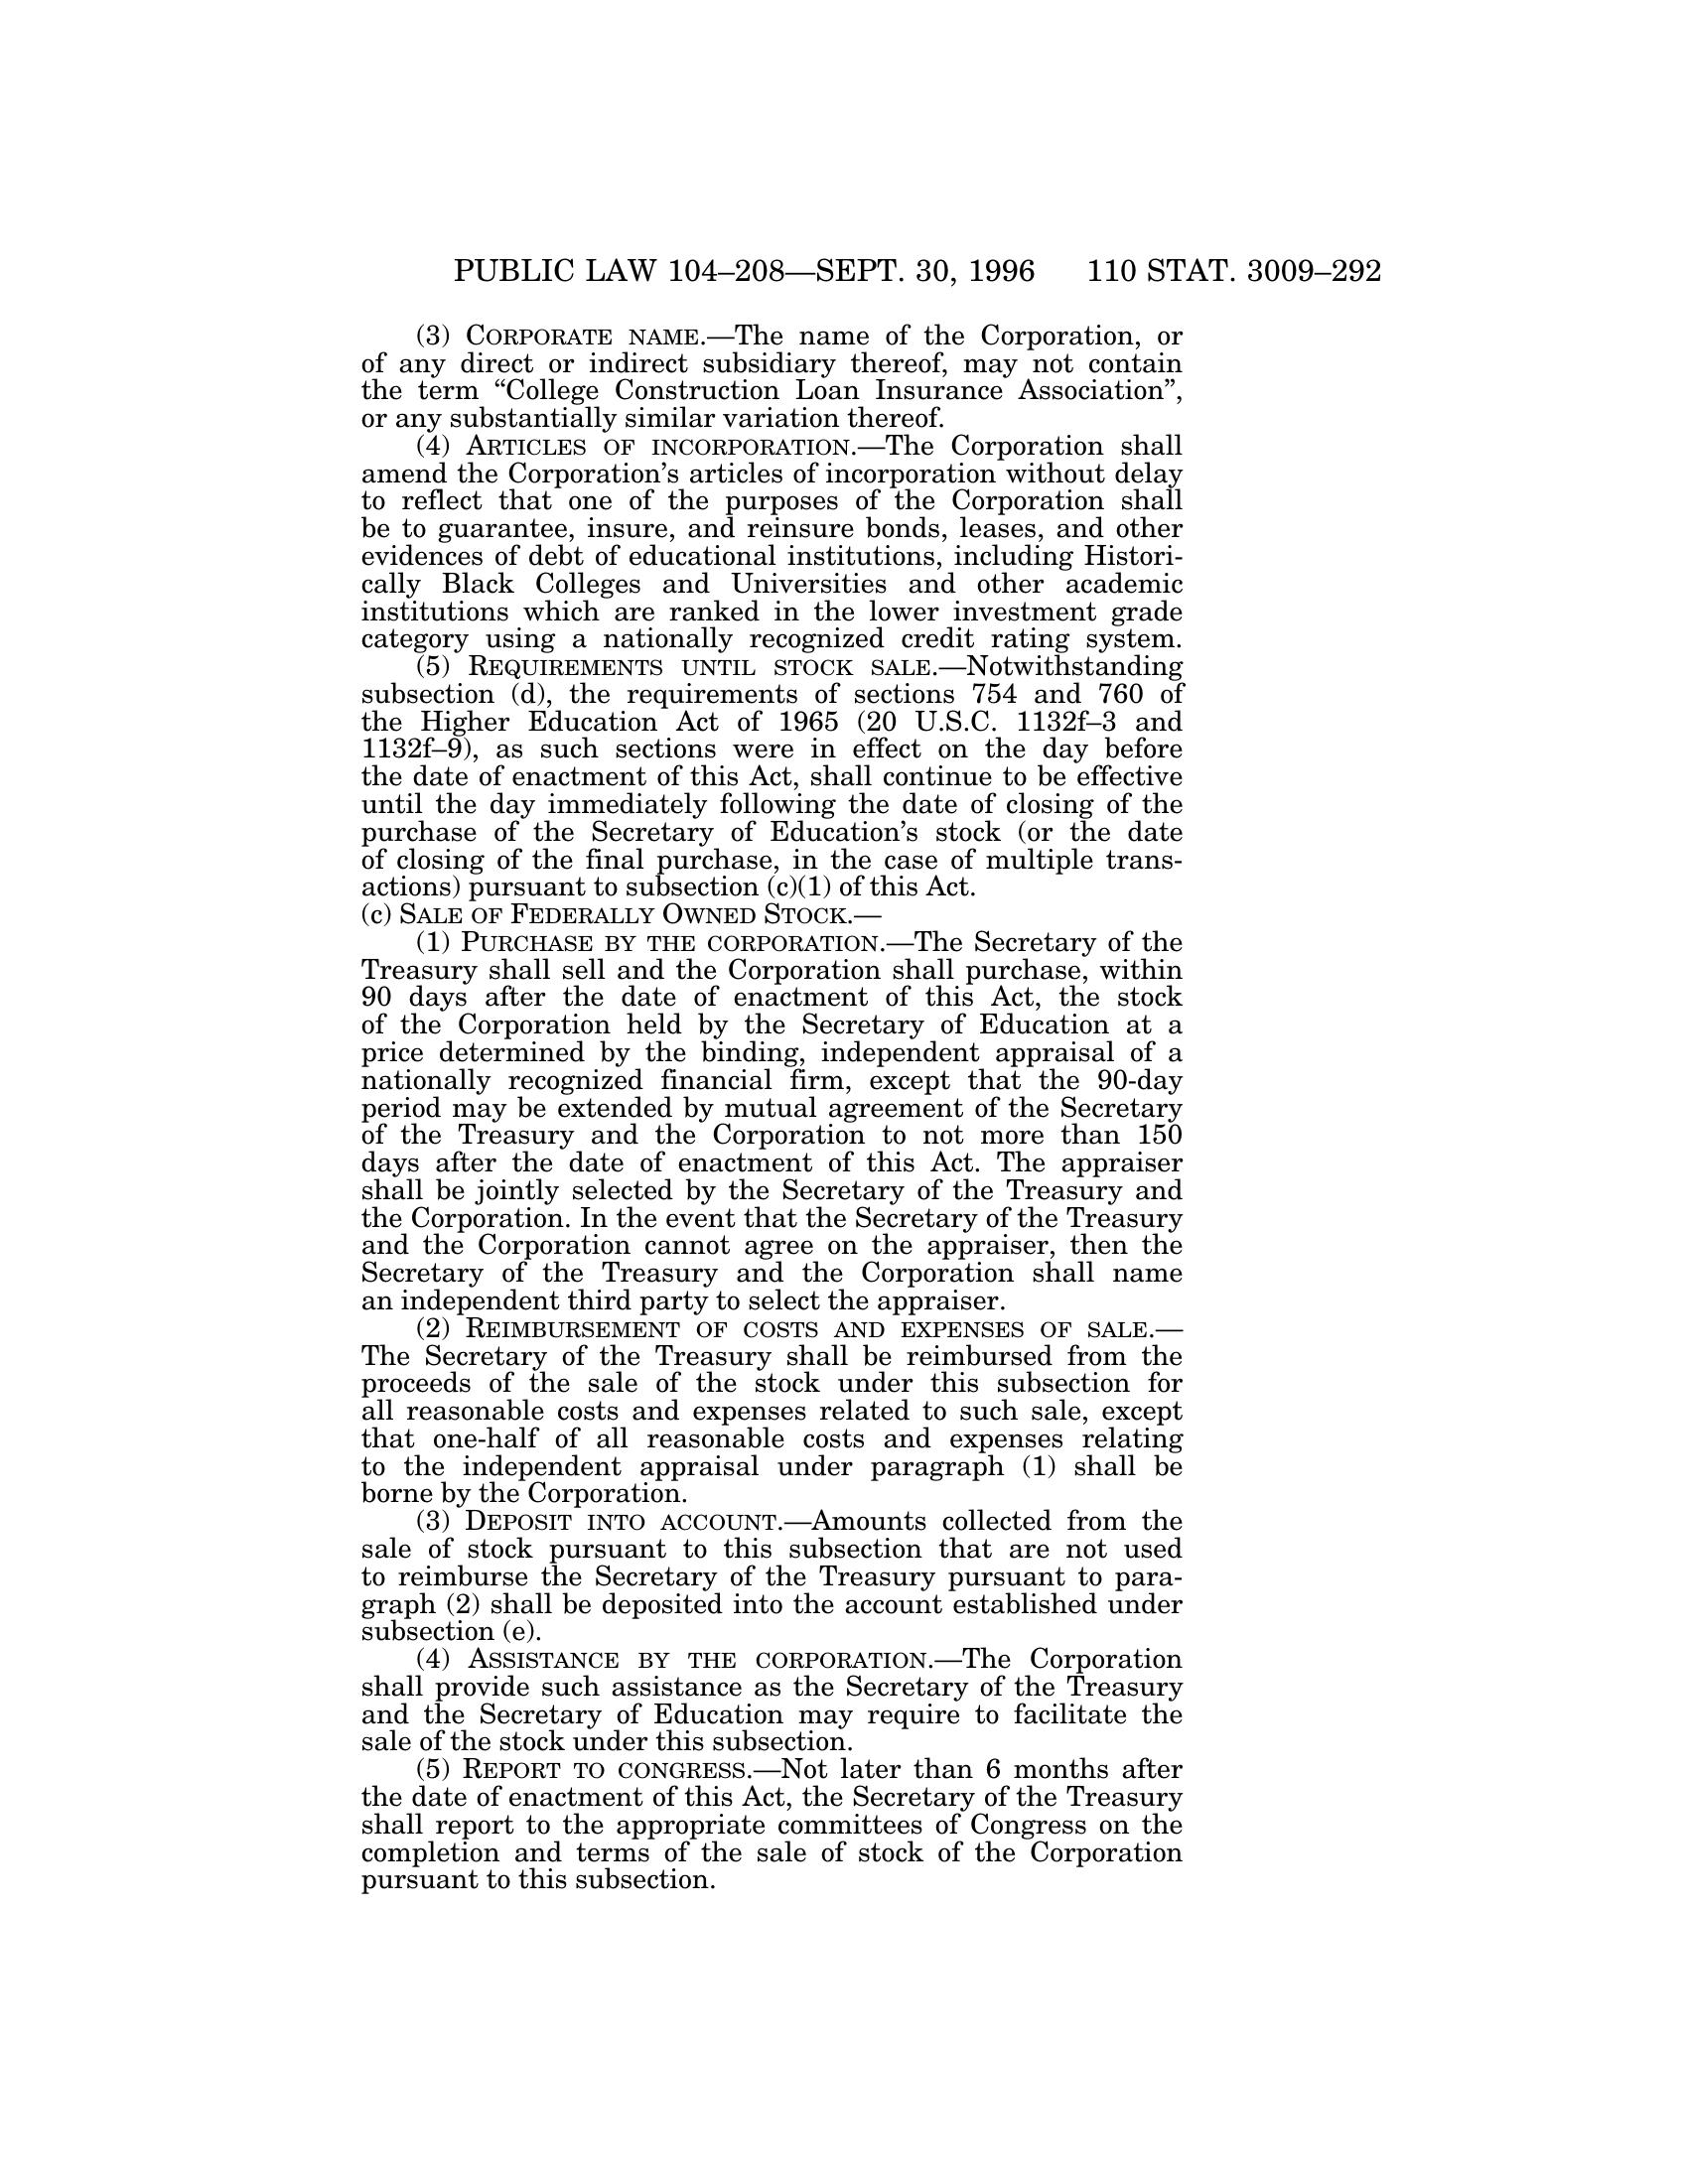 PUBLIC LAW 104–208—SEPT. 30, 1996 110 STAT. 3009–292
(3) CORPORATE NAME.—The name of the Corporation, or
of any direct or indirect subsidiary thereof, may not contain
the term “College Construction Loan Insurance Association”,
or any substantially similar variation thereof.
(4) ARTICLES OF INCORPORATION.—The Corporation shall
amend the Corporation’s articles of incorporation without delay
to reflect that one of the purposes of the Corporation shall
be to guarantee, insure, and reinsure bonds, leases, and other
evidences of debt of educational institutions, including Histori-
cally Black Colleges and Universities and other academic
institutions which are ranked in the lower investment grade
category using a nationally recognized credit rating system.
(5) REQUIREMENTS UNTIL STOCK SALE.—Notwithstanding
subsection (d), the requirements of sections 754 and 760 of
the Higher Education Act of 1965 (20 U.S.C. 1132f–3 and
1132f–9), as such sections were in effect on the day before
the date of enactment of this Act, shall continue to be effective
until the day immediately following the date of closing of the
purchase of the Secretary of Education’s stock (or the date
of closing of the final purchase, in the case of multiple trans-
actions) pursuant to subsection (c)(1) of this Act.
(c) SALE OF FEDERALLY OWNED STOCK.—
(1) PURCHASE BY THE CORPORATION.—The Secretary of the
Treasury shall sell and the Corporation shall purchase, within
90 days after the date of enactment of this Act, the stock
of the Corporation held by the Secretary of Education at a
price determined by the binding, independent appraisal of a
nationally recognized financial firm, except that the 90-day
period may be extended by mutual agreement of the Secretary
of the Treasury and the Corporation to not more than 150
days after the date of enactment of this Act. The appraiser
shall be jointly selected by the Secretary of the Treasury and
the Corporation. In the event that the Secretary of the Treasury
and the Corporation cannot agree on the appraiser, then the
Secretary of the Treasury and the Corporation shall name
an independent third party to select the appraiser.
(2) REIMBURSEMENT OF COSTS AND EXPENSES OF SALE.—
The Secretary of the Treasury shall be reimbursed from the
proceeds of the sale of the stock under this subsection for
all reasonable costs and expenses related to such sale, except
that one-half of all reasonable costs and expenses relating
to the independent appraisal under paragraph (1) shall be
borne by the Corporation.
(3) DEPOSIT INTO ACCOUNT.—Amounts collected from the
sale of stock pursuant to this subsection that are not used
to reimburse the Secretary of the Treasury pursuant to para-
graph (2) shall be deposited into the account established under
subsection (e).
(4) ASSISTANCE BY THE CORPORATION.—The Corporation
shall provide such assistance as the Secretary of the Treasury
and the Secretary of Education may require to facilitate the
sale of the stock under this subsection.
(5) REPORT TO CONGRESS.—Not later than 6 months after
the date of enactment of this Act, the Secretary of the Treasury
shall report to the appropriate committees of Congress on the
completion and terms of the sale of stock of the Corporation
pursuant to this subsection.